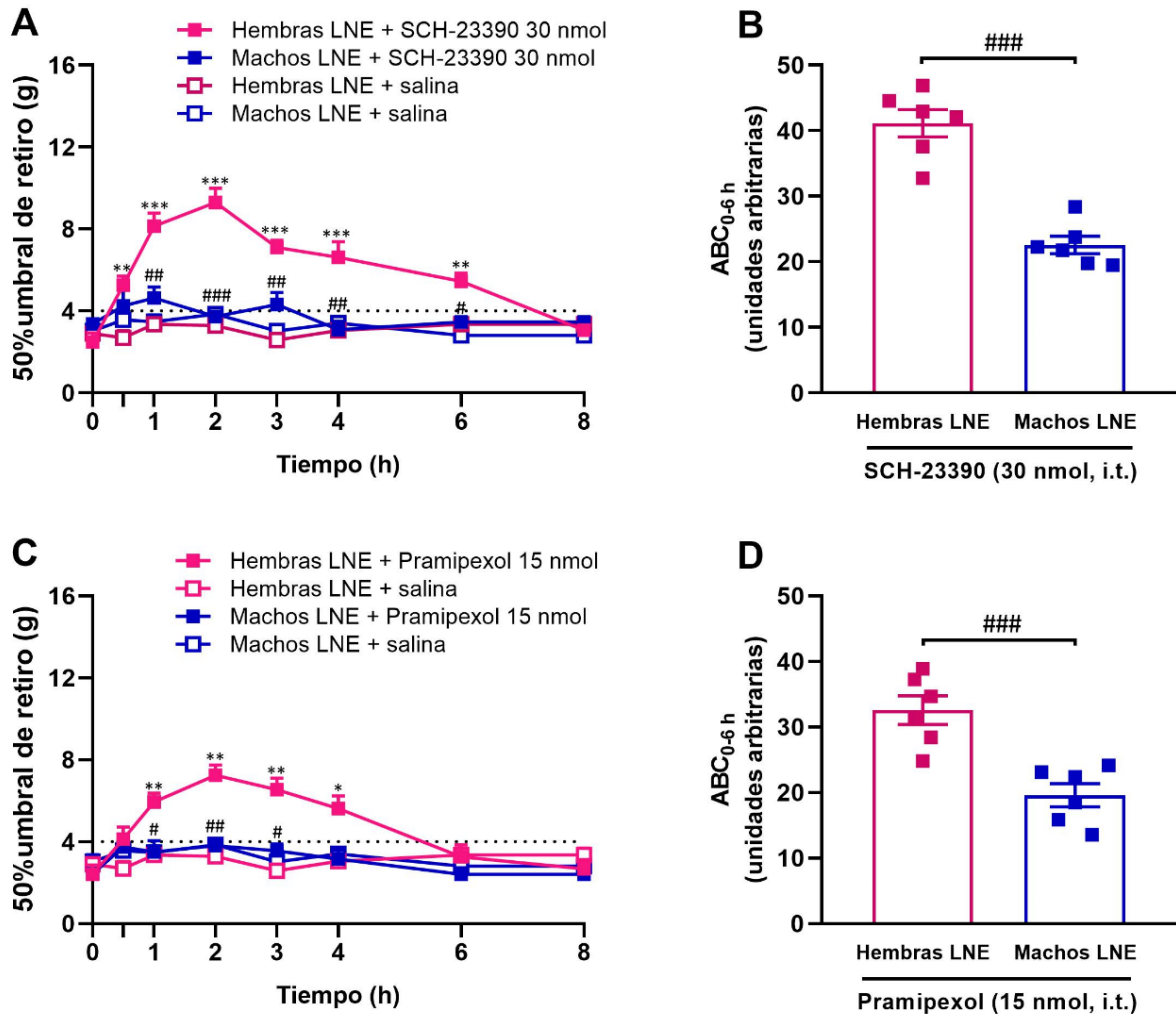 A
Hembras LNE + SCH-23390 30 nmol
Machos LNE + SCH-23390 30 nmol
Hembras LNE + salina
Machos LNE + salina
50%umbral de retiro (g)
16
12
8
4
0
***
***
***
***
**
**
##
###
##
##
#
0
1
2
3
4
6
8
Tiempo (h)
B
###
ABC0-6 h
(unidades arbitrarias)
50
40
30
20
10
0
Hembras LNE
Machos LNE
SCH-23390 (30 nmol, i.t.)
C
Hembras LNE + Pramipexol 15 nmol
Hembras LNE + salina
Machos LNE + Pramipexol 15 nmol
Machos LNE + salina
50%umbral de retiro (g)
16
12
8
4
0
**
**
**
*
#
##
#
0
1
2
3
4
6
8
Tiempo (h)
D
###
ABC0-6 h
(unidades arbitrarias)
50
40
30
20
10
0
Hembras LNE
Machos LNE
Pramipexol (15 nmol, i.t.)